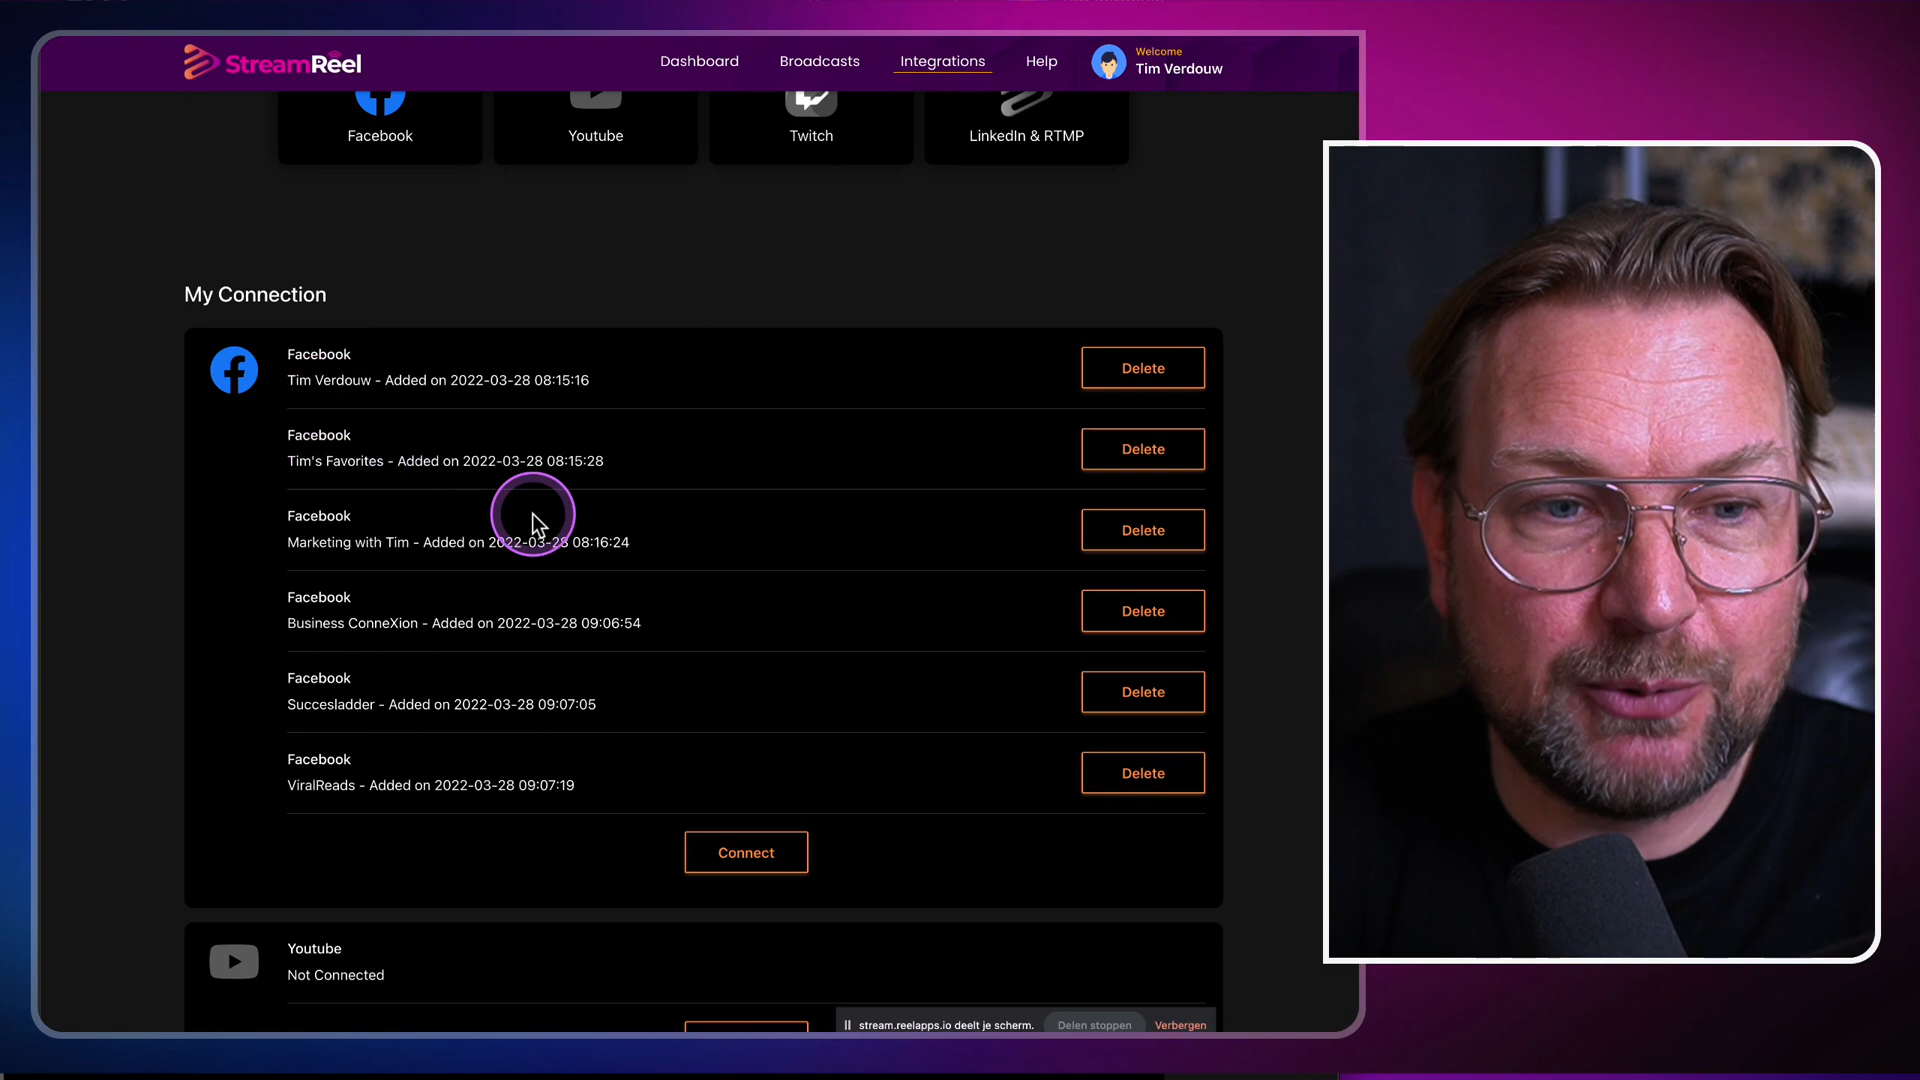 StreamReel
Dashboard
Broadcasts
Integrations
Help
Welcome
Tim Verdouw
Facebook
Youtube
Twitch
LinkedIn & RTMP
My Connection
Facebook
Tim Verdouw - Added on 2022-03-28 08:15:16
Delete
Facebook
Tim's Favorites - Added on 2022-03-28 08:15:28
Delete
Facebook
Marketing with Tim - Added on 2022-03-28 08:16:24
Delete
Facebook
Business ConneXion - Added on 2022-03-28 09:06:54
Delete
Facebook
Succesladder - Added on 2022-03-28 09:07:05
Delete
Facebook
ViralReads - Added on 2022-03-28 09:07:19
Delete
Connect
Youtube
Not Connected
stream.reelapps.io deelt je scherm.
Delen stoppen
Verbergen